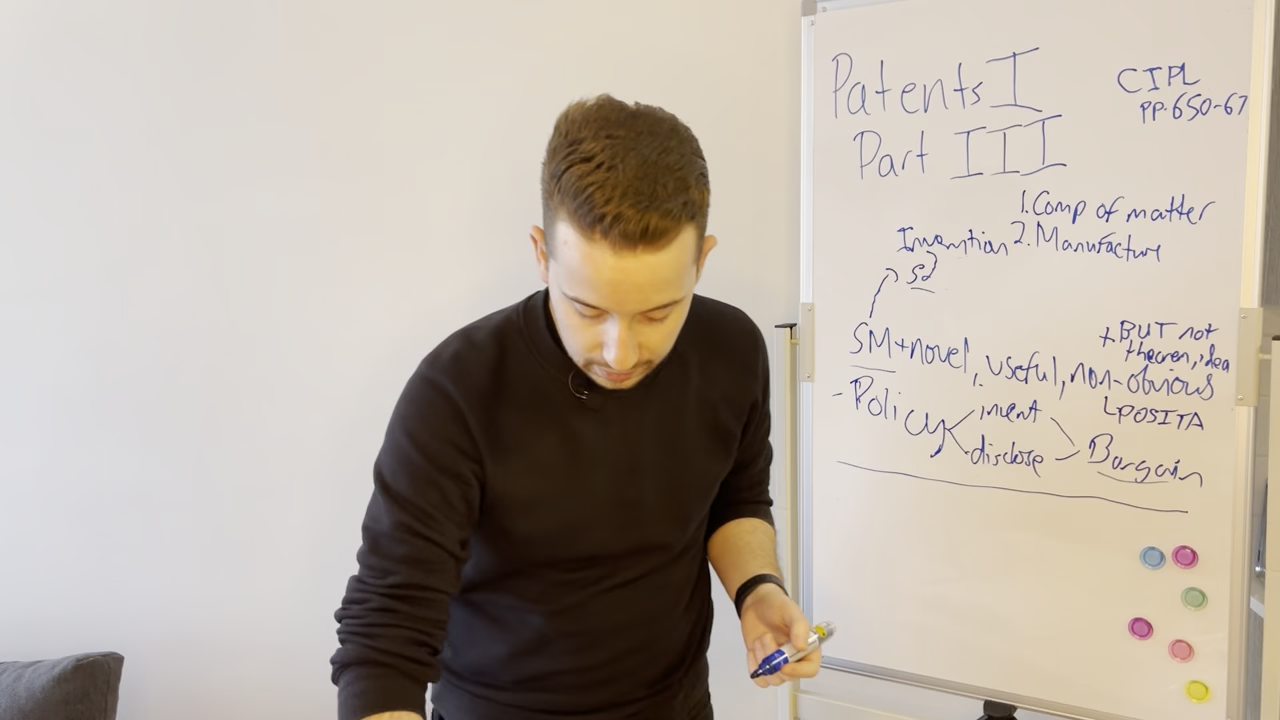 Patents I
CIPL
PP. 650-67
Part III
1. Comp of matter
Invention 2. Manufacture
S2
+ BUT not
theorem, idea
SM + novel, useful, non-obvious
LPOSITA
- Policy
invent
disclose
Bargain